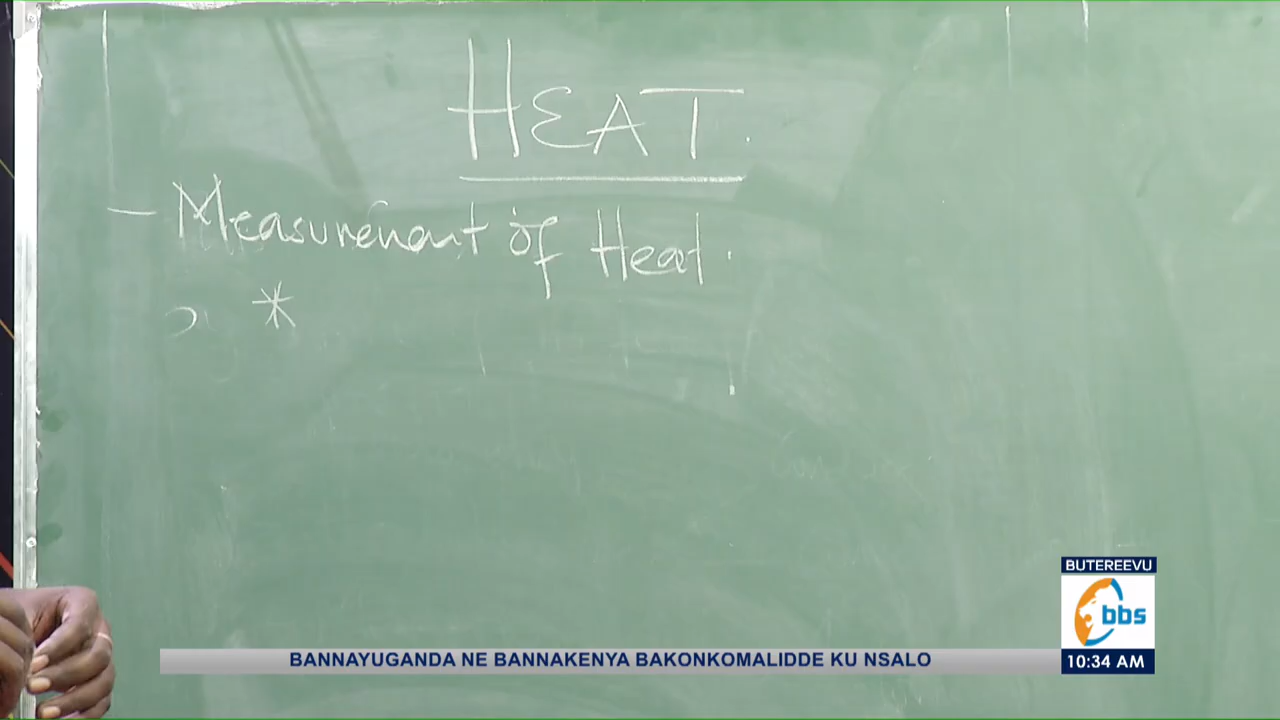 HEAT.
- Measurement of Heat.
*
BUTEREEVU
bbs
10:34 AM
BANNAYUGANDA NE BANNAKENYA BAKONKOMALIDDE KU NSALO